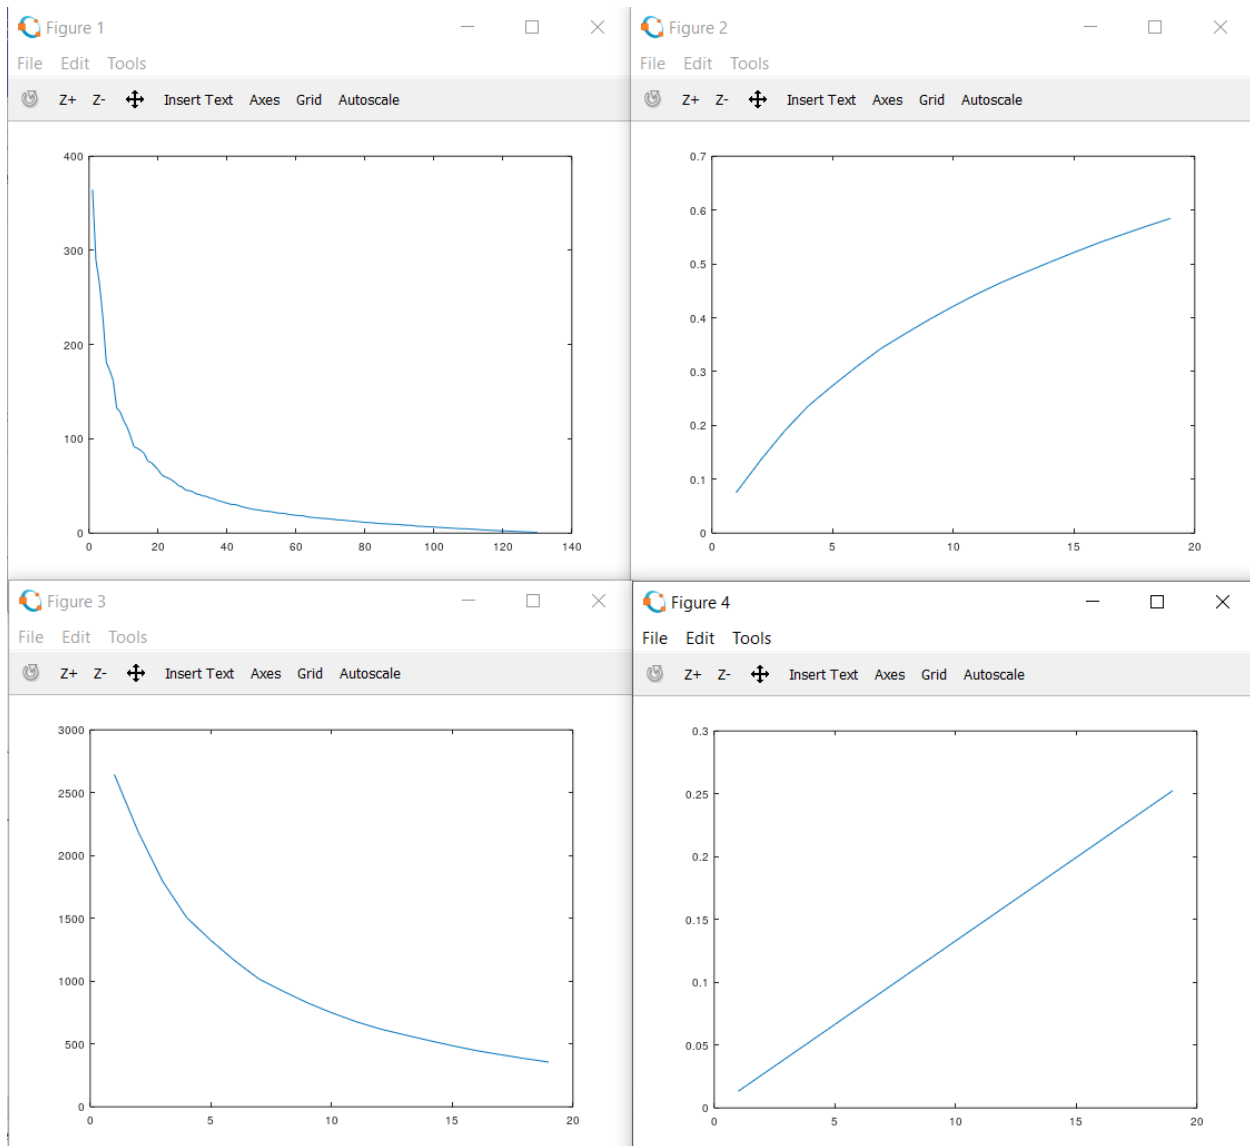 Figure 1
File Edit Tools
Z+ Z- Insert Text Axes Grid Autoscale
400
300
200
100
0
0 20 40 60 80 100 120 140
Figure 2
File Edit Tools
Z+ Z- Insert Text Axes Grid Autoscale
0.7
0.6
0.5
0.4
0.3
0.2
0.1
0
0 5 10 15 20
Figure 3
File Edit Tools
Z+ Z- Insert Text Axes Grid Autoscale
3000
2500
2000
1500
1000
500
0
0 5 10 15 20
Figure 4
File Edit Tools
Z+ Z- Insert Text Axes Grid Autoscale
0.3
0.25
0.2
0.15
0.1
0.05
0
0 5 10 15 20